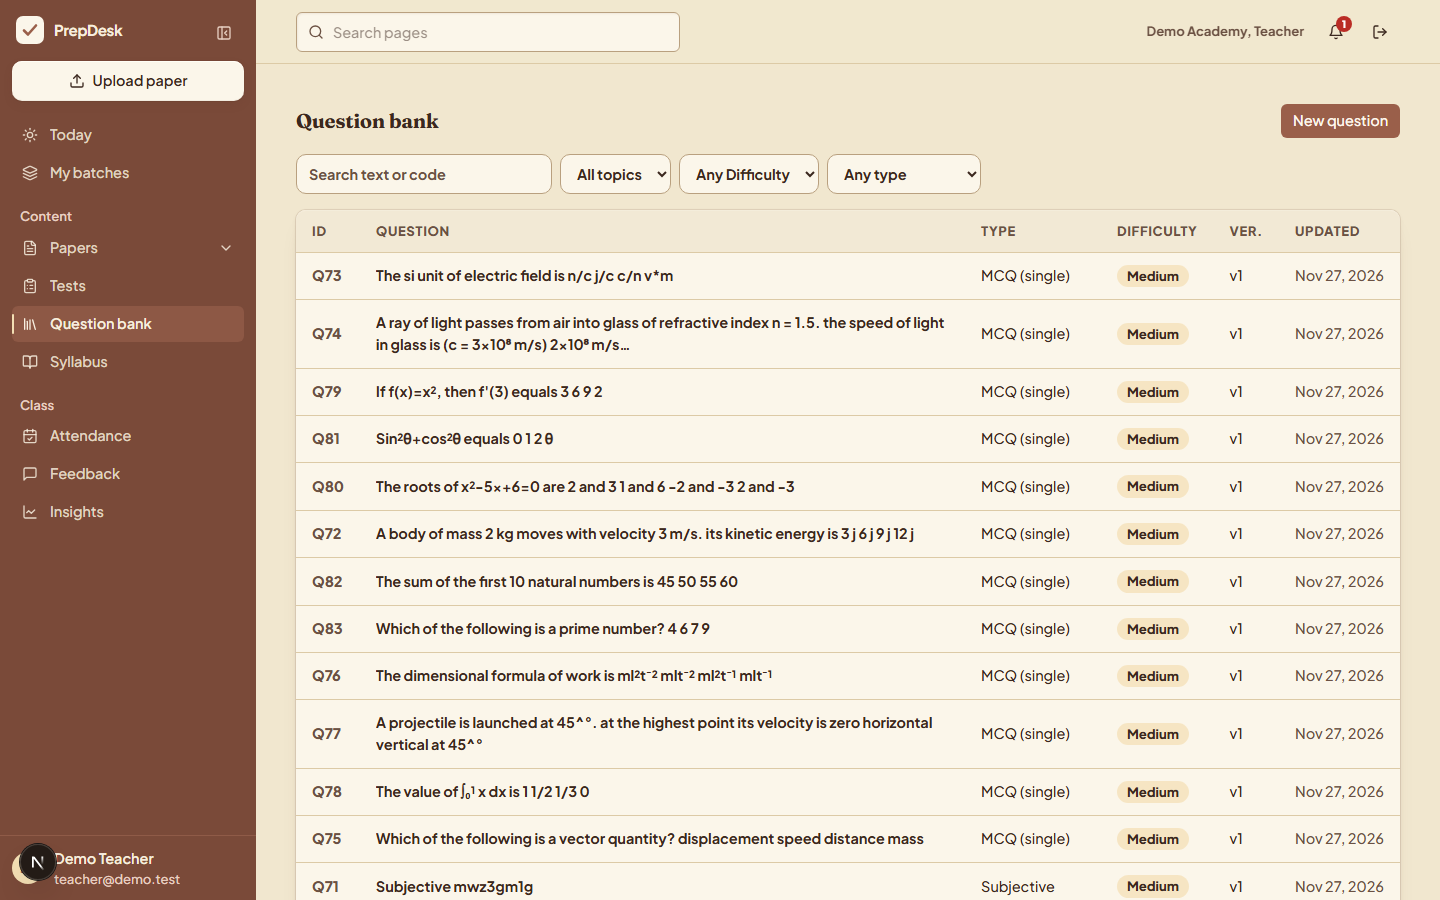 PrepDesk
Upload paper
Today
My batches
Content
Papers
Tests
Question bank
Syllabus
Class
Attendance
Feedback
Insights
N
Demo Teacher
teacher@demo.test
Search pages
Demo Academy, Teacher
1
Question bank
New question
Search text or code
All topics
Any Difficulty
Any type
ID QUESTION TYPE DIFFICULTY VER. UPDATED
Q73 The si unit of electric field is n/c j/c c/n v*m MCQ (single) Medium v1 Nov 27, 2026
Q74 A ray of light passes from air into glass of refractive index n = 1.5. the speed of light
in glass is (c = 3×10⁸ m/s) 2×10⁸ m/s… MCQ (single) Medium v1 Nov 27, 2026
Q79 If f(x)=x², then f'(3) equals 3 6 9 2 MCQ (single) Medium v1 Nov 27, 2026
Q81 Sin²θ+cos²θ equals 0 1 2 θ MCQ (single) Medium v1 Nov 27, 2026
Q80 The roots of x²-5×+6=0 are 2 and 3 1 and 6 -2 and -3 2 and -3 MCQ (single) Medium v1 Nov 27, 2026
Q72 A body of mass 2 kg moves with velocity 3 m/s. its kinetic energy is 3 j 6 j 9 j 12 j MCQ (single) Medium v1 Nov 27, 2026
Q82 The sum of the first 10 natural numbers is 45 50 55 60 MCQ (single) Medium v1 Nov 27, 2026
Q83 Which of the following is a prime number? 4 6 7 9 MCQ (single) Medium v1 Nov 27, 2026
Q76 The dimensional formula of work is ml²t⁻² mlt⁻² ml²t⁻¹ mlt⁻¹ MCQ (single) Medium v1 Nov 27, 2026
Q77 A projectile is launched at 45^°. at the highest point its velocity is zero horizontal
vertical at 45^° MCQ (single) Medium v1 Nov 27, 2026
Q78 The value of ∫₀¹ x dx is 1 1/2 1/3 0 MCQ (single) Medium v1 Nov 27, 2026
Q75 Which of the following is a vector quantity? displacement speed distance mass MCQ (single) Medium v1 Nov 27, 2026
Q71 Subjective mwz3gm1g Subjective Medium v1 Nov 27, 2026